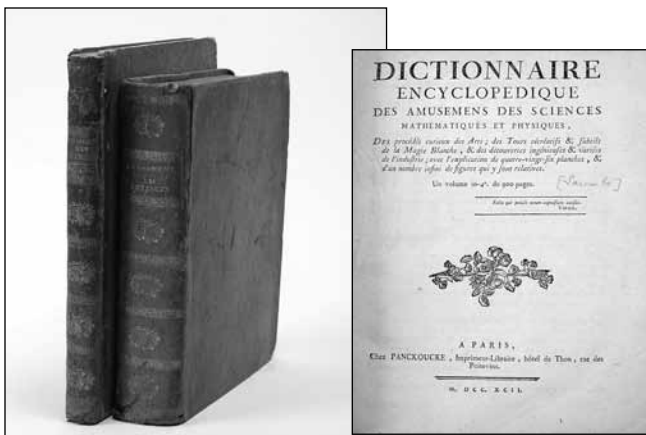 DICTIONNAIRE
ENCYCLOPEDIQUE
DES AMUSEMENS DES SCIENCES
MATHÉMATIQUES ET PHYSIQUES,
Des procédés curieux des Arts ; des Tours récréatifs & subtils
de la Magie Blanche, & des découvertes ingénieuses & variées
de l'industrie ; avec l'explication de quatre-vingt-six planches, &
d'un nombre infini de figures qui y sont relatives.
Un volume in-4°. de 900 pages.
A PARIS,
Chez PANCKOUCKE, Imprimeur-Libraire, hôtel de Thou, rue des
Poitevins.
M. DCC. XCII.